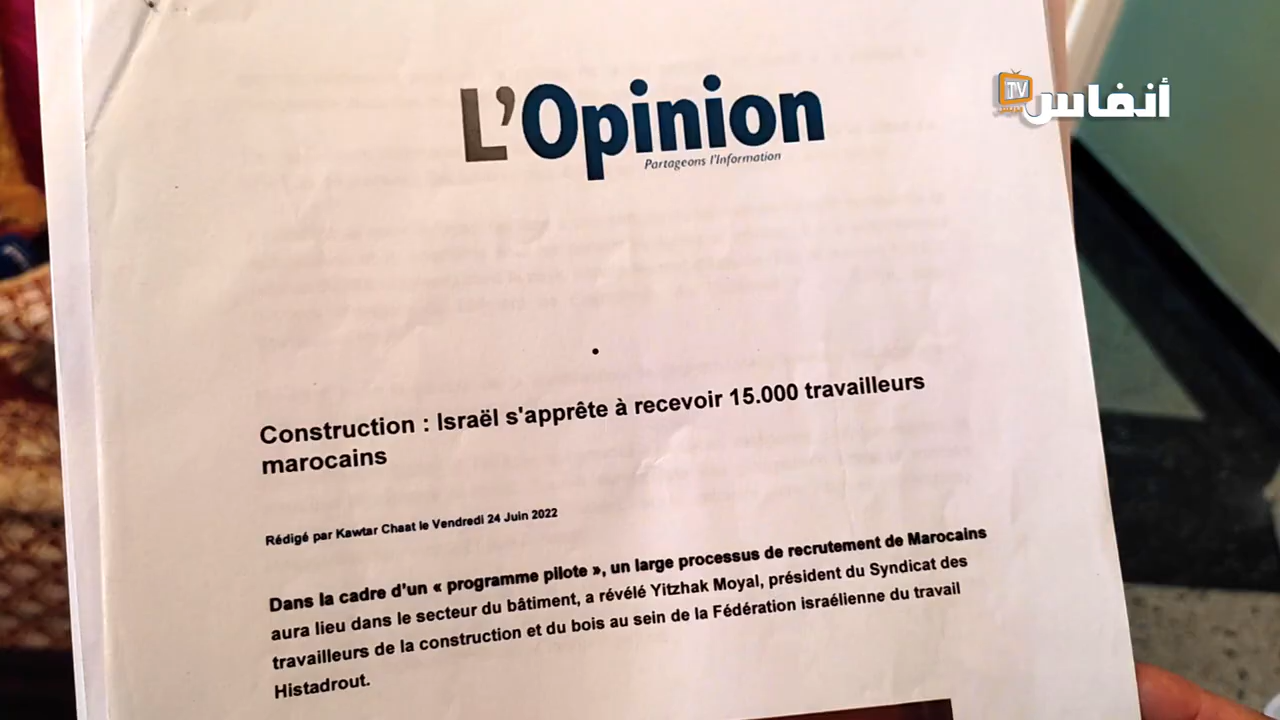 L'Opinion
Partageons l'Information
TV
أنفاس
Construction : Israël s'apprête à recevoir 15.000 travailleurs
marocains
Rédigé par Kawtar Chaat le Vendredi 24 Juin 2022
Dans la cadre d'un « programme pilote », un large processus de recrutement de Marocains
aura lieu dans le secteur du bâtiment, a révélé Yitzhak Moyal, président du Syndicat des
travailleurs de la construction et du bois au sein de la Fédération israélienne du travail
Histadrout.